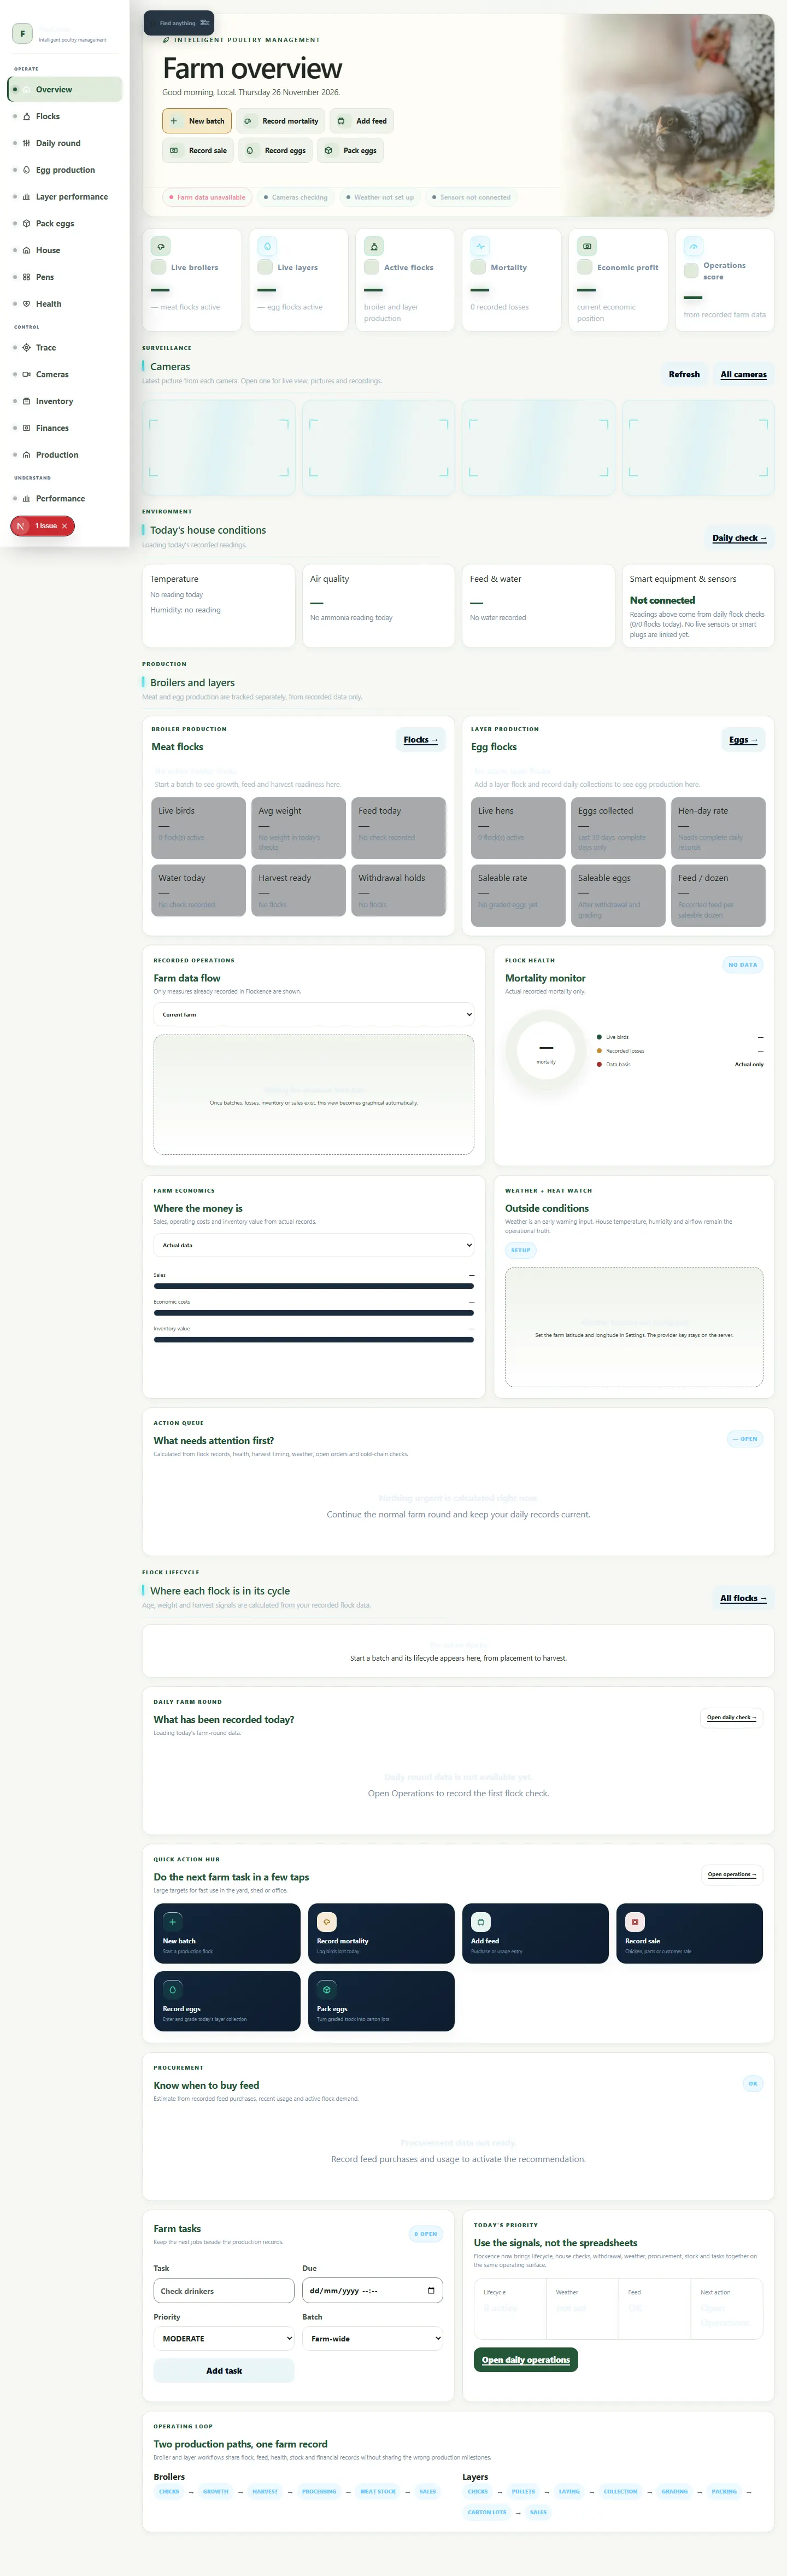 F
Intelligent poultry management
OPERATE
Overview
Flocks
Daily round
Egg production
Layer performance
Pack eggs
House
Pens
Health
CONTROL
Trace
Cameras
Inventory
Finances
Production
UNDERSTAND
Performance
N 1 Issue ×
Find anything ⌘K
INTELLIGENT POULTRY MANAGEMENT
Farm overview
Good morning, Local. Thursday 26 November 2026.
New batch
Record mortality
Add feed
Record sale
Record eggs
Pack eggs
Farm data unavailable
Cameras checking
Weather not set up
Sensors not connected
Live broilers
—
— meat flocks active
Live layers
—
— egg flocks active
Active flocks
—
broiler and layer
production
Mortality
—
0 recorded losses
Economic profit
—
current economic
position
Operations
score
—
from recorded farm data
SURVEILLANCE
Cameras
Latest picture from each camera. Open one for live view, pictures and recordings.
Refresh
All cameras
ENVIRONMENT
Today's house conditions
Loading today's recorded readings.
Daily check →
Temperature
No reading today
Humidity: no reading
Air quality
—
No ammonia reading today
Feed & water
—
No water recorded
Smart equipment & sensors
Not connected
Readings above come from daily flock checks
(0/0 flocks today). No live sensors or smart
plugs are linked yet.
PRODUCTION
Broilers and layers
Meat and egg production are tracked separately, from recorded data only.
BROILER PRODUCTION
Meat flocks
Flocks →
Start a batch to see growth, feed and harvest readiness here.
Live birds
—
0 flock(s) active
Avg weight
—
No weight in today's
checks
Feed today
—
No check recorded
Water today
—
No check recorded
Harvest ready
—
No flocks
Withdrawal holds
—
No flocks
LAYER PRODUCTION
Egg flocks
Eggs →
Add a layer flock and record daily collections to see egg production here.
Live hens
—
0 flock(s) active
Eggs collected
—
Last 30 days, complete
days only
Hen-day rate
—
Needs complete daily
records
Saleable rate
—
No graded eggs yet
Saleable eggs
—
After withdrawal and
grading
Feed / dozen
—
Recorded feed per
saleable dozen
RECORDED OPERATIONS
Farm data flow
Only measures already recorded in Flockence are shown.
Current farm
Once batches, losses, inventory or sales exist, this view becomes graphical automatically.
FLOCK HEALTH
Mortality monitor
Actual recorded mortality only.
NO DATA
—
mortality
Live birds —
Recorded losses —
Data basis Actual only
FARM ECONOMICS
Where the money is
Sales, operating costs and inventory value from actual records.
Actual data
Sales —
Economic costs —
Inventory value —
WEATHER + HEAT WATCH
Outside conditions
Weather is an early warning input. House temperature, humidity and airflow remain the
operational truth.
SETUP
Set the farm latitude and longitude in Settings. The provider key stays on the server.
ACTION QUEUE
What needs attention first?
Calculated from flock records, health, harvest timing, weather, open orders and cold-chain checks.
— OPEN
Nothing urgent is calculated right now.
Continue the normal farm round and keep your daily records current.
FLOCK LIFECYCLE
Where each flock is in its cycle
Age, weight and harvest signals are calculated from your recorded flock data.
All flocks →
Start a batch and its lifecycle appears here, from placement to harvest.
DAILY FARM ROUND
What has been recorded today?
Loading today's farm-round data.
Open daily check →
Daily record data is not available yet.
Open Operations to record the first flock check.
QUICK ACTION HUB
Do the next farm task in a few taps
Large targets for fast use in the yard, shed or office.
Open operations →
New batch
Start a production flock
Record mortality
Log birds lost today
Add feed
Purchase or usage entry
Record sale
Chicken, parts or customer sale
Record eggs
Enter and grade today's layer collection
Pack eggs
Turn graded stock into carton lots
PROCUREMENT
Know when to buy feed
Estimate from recorded feed purchases, recent usage and active flock demand.
OK
Procurement data not ready.
Record feed purchases and usage to activate the recommendation.
Farm tasks
Keep the next jobs beside the production records.
0 OPEN
Task
Check drinkers
Due
dd/mm/yyyy --:--
Priority
MODERATE
Batch
Farm-wide
Add task
TODAY'S PRIORITY
Use the signals, not the spreadsheets
Flockence now brings lifecycle, house checks, withdrawal, weather, procurement, stock and tasks together on
the same operating surface.
Lifecycle
0 active
Weather
Not set
Feed
OK
Next action
Open
Operations
Open daily operations
OPERATING LOOP
Two production paths, one farm record
Broiler and layer workflows share flock, feed, health, stock and financial records without sharing the wrong production milestones.
Broilers
CHICKS → GROWTH → HARVEST → PROCESSING → MEAT STOCK → SALES
Layers
CHICKS → PULLETS → LAYING → COLLECTION → GRADING → PACKING →
CARTON LOTS → SALES